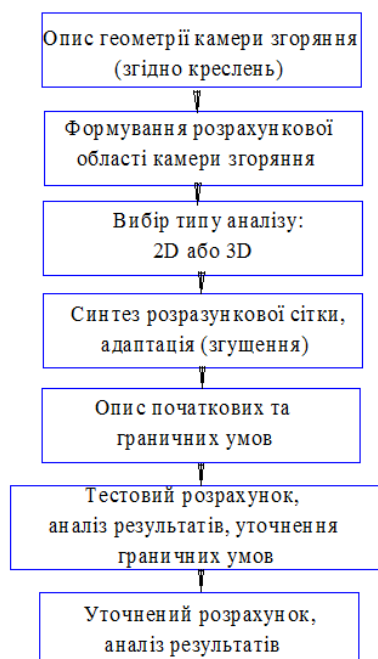 Опис геометрії камери згоряння
(згідно креслень)
Формування розрахункової
області камери згоряння
Вибір типу аналізу:
2D або 3D
Синтез розразункової сітки,
адаптація (згущення)
Опис початкових та
граничних умов
Тестовий розрахунок,
аналіз результатів, уточнення
граничних умов
Уточнений розрахунок,
аналіз результатів